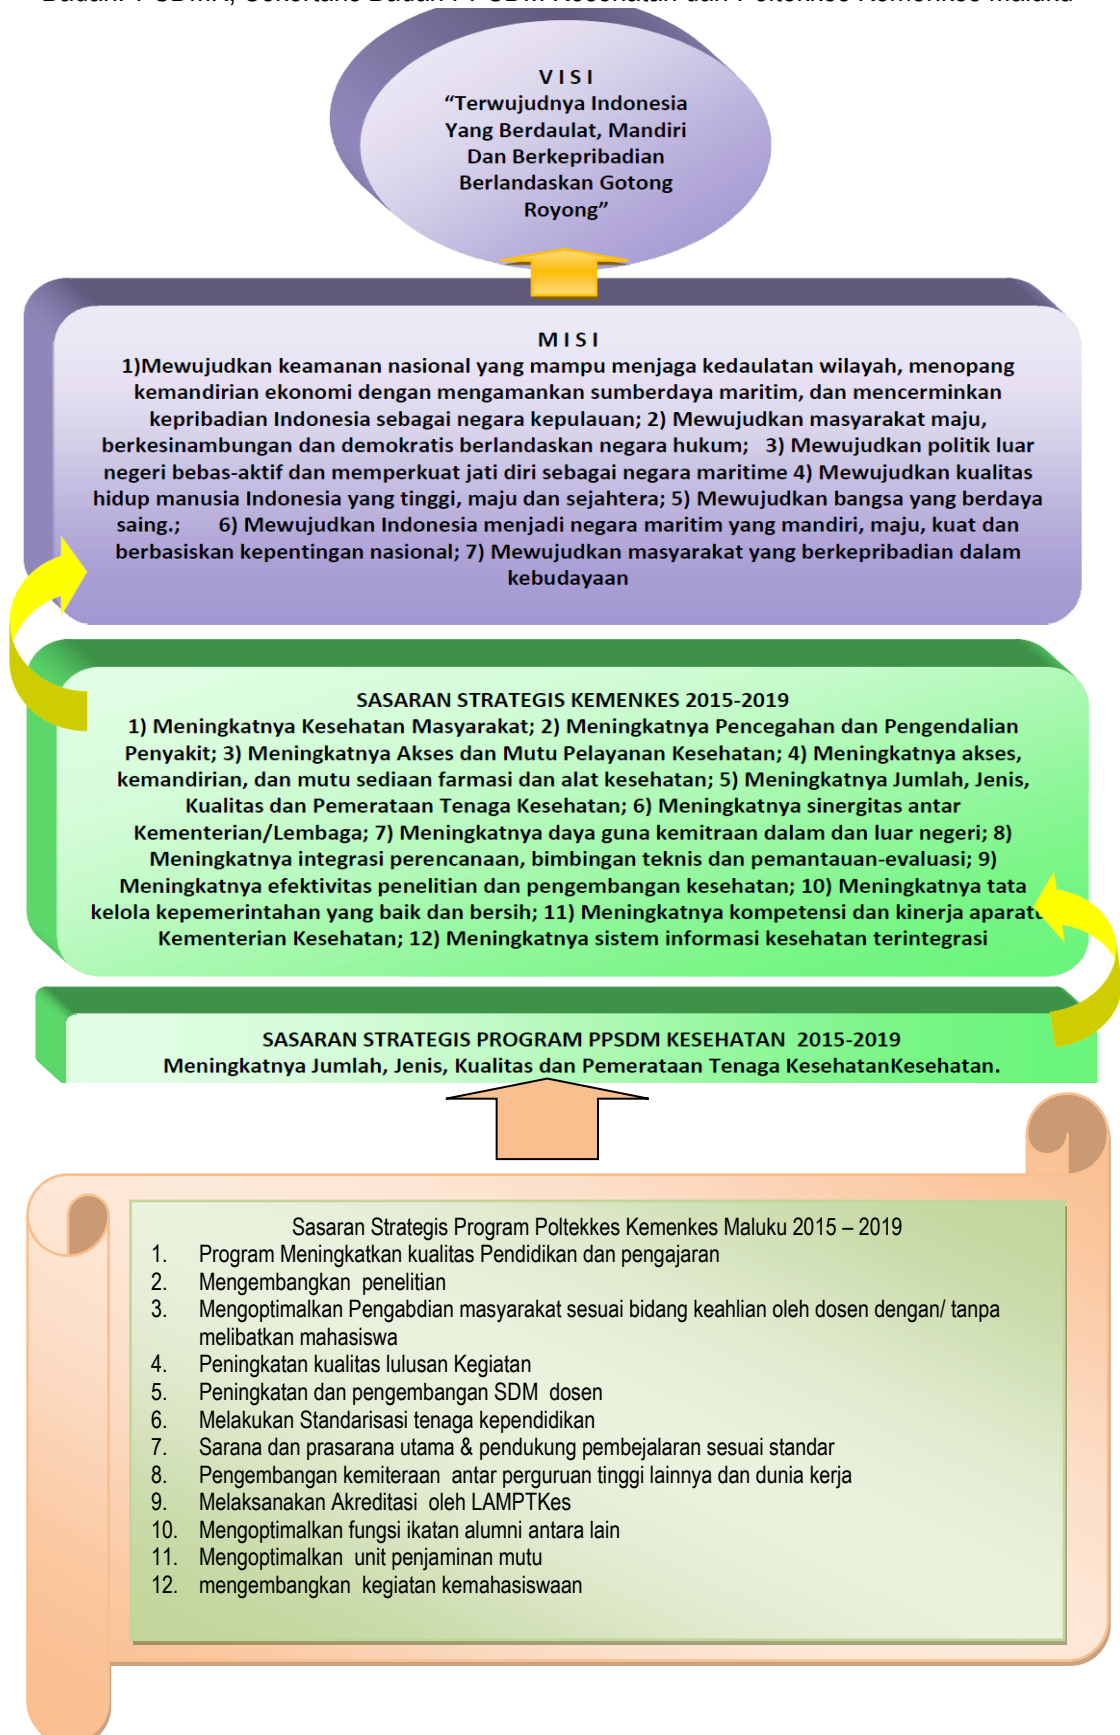 V I S I
“Terwujudnya Indonesia
Yang Berdaulat, Mandiri
Dan Berkepribadian
Berlandaskan Gotong
Royong”
M I S I
1)Mewujudkan keamanan nasional yang mampu menjaga kedaulatan wilayah, menopang
kemandirian ekonomi dengan mengamankan sumberdaya maritim, dan mencerminkan
kepribadian Indonesia sebagai negara kepulauan; 2) Mewujudkan masyarakat maju,
berkesinambungan dan demokratis berlandaskan negara hukum; 3) Mewujudkan politik luar
negeri bebas-aktif dan memperkuat jati diri sebagai negara maritime 4) Mewujudkan kualitas
hidup manusia Indonesia yang tinggi, maju dan sejahtera; 5) Mewujudkan bangsa yang berdaya
saing.; 6) Mewujudkan Indonesia menjadi negara maritim yang mandiri, maju, kuat dan
berbasiskan kepentingan nasional; 7) Mewujudkan masyarakat yang berkepribadian dalam
kebudayaan
SASARAN STRATEGIS KEMENKES 2015-2019
1) Meningkatnya Kesehatan Masyarakat; 2) Meningkatnya Pencegahan dan Pengendalian
Penyakit; 3) Meningkatnya Akses dan Mutu Pelayanan Kesehatan; 4) Meningkatnya akses,
kemandirian, dan mutu sediaan farmasi dan alat kesehatan; 5) Meningkatnya Jumlah, Jenis,
Kualitas dan Pemerataan Tenaga Kesehatan; 6) Meningkatnya sinergitas antar
Kementerian/Lembaga; 7) Meningkatnya daya guna kemitraan dalam dan luar negeri; 8)
Meningkatnya integrasi perencanaan, bimbingan teknis dan pemantauan-evaluasi; 9)
Meningkatnya efektivitas penelitian dan pengembangan kesehatan; 10) Meningkatnya tata
kelola kepemerintahan yang baik dan bersih; 11) Meningkatnya kompetensi dan kinerja
Kementerian Kesehatan; 12) Meningkatnya sistem informasi kesehatan terintegrasi
SASARAN STRATEGIS PROGRAM PPSDM KESEHATAN 2015-2019
Meningkatnya Jumlah, Jenis, Kualitas dan Pemerataan Tenaga KesehatanKesehatan.
Sasaran Strategis Program Poltekkes Kemenkes Maluku 2015 – 2019
1. Program Meningkatkan kualitas Pendidikan dan pengajaran
2. Mengembangkan penelitian
3. Mengoptimalkan Pengabdian masyarakat sesuai bidang keahlian oleh dosen dengan/ tanpa
melibatkan mahasiswa
4. Peningkatan kualitas lulusan Kegiatan
5. Peningkatan dan pengembangan SDM dosen
6. Melakukan Standarisasi tenaga kependidikan
7. Sarana dan prasarana utama & pendukung pembejalaran sesuai standar
8. Pengembangan kemiteraan antar perguruan tinggi lainnya dan dunia kerja
9. Melaksanakan Akreditasi oleh LAMPTKes
10. Mengoptimalkan fungsi ikatan alumni antara lain
11. Mengoptimalkan unit penjaminan mutu
12. mengembangkan kegiatan kemahasiswaan